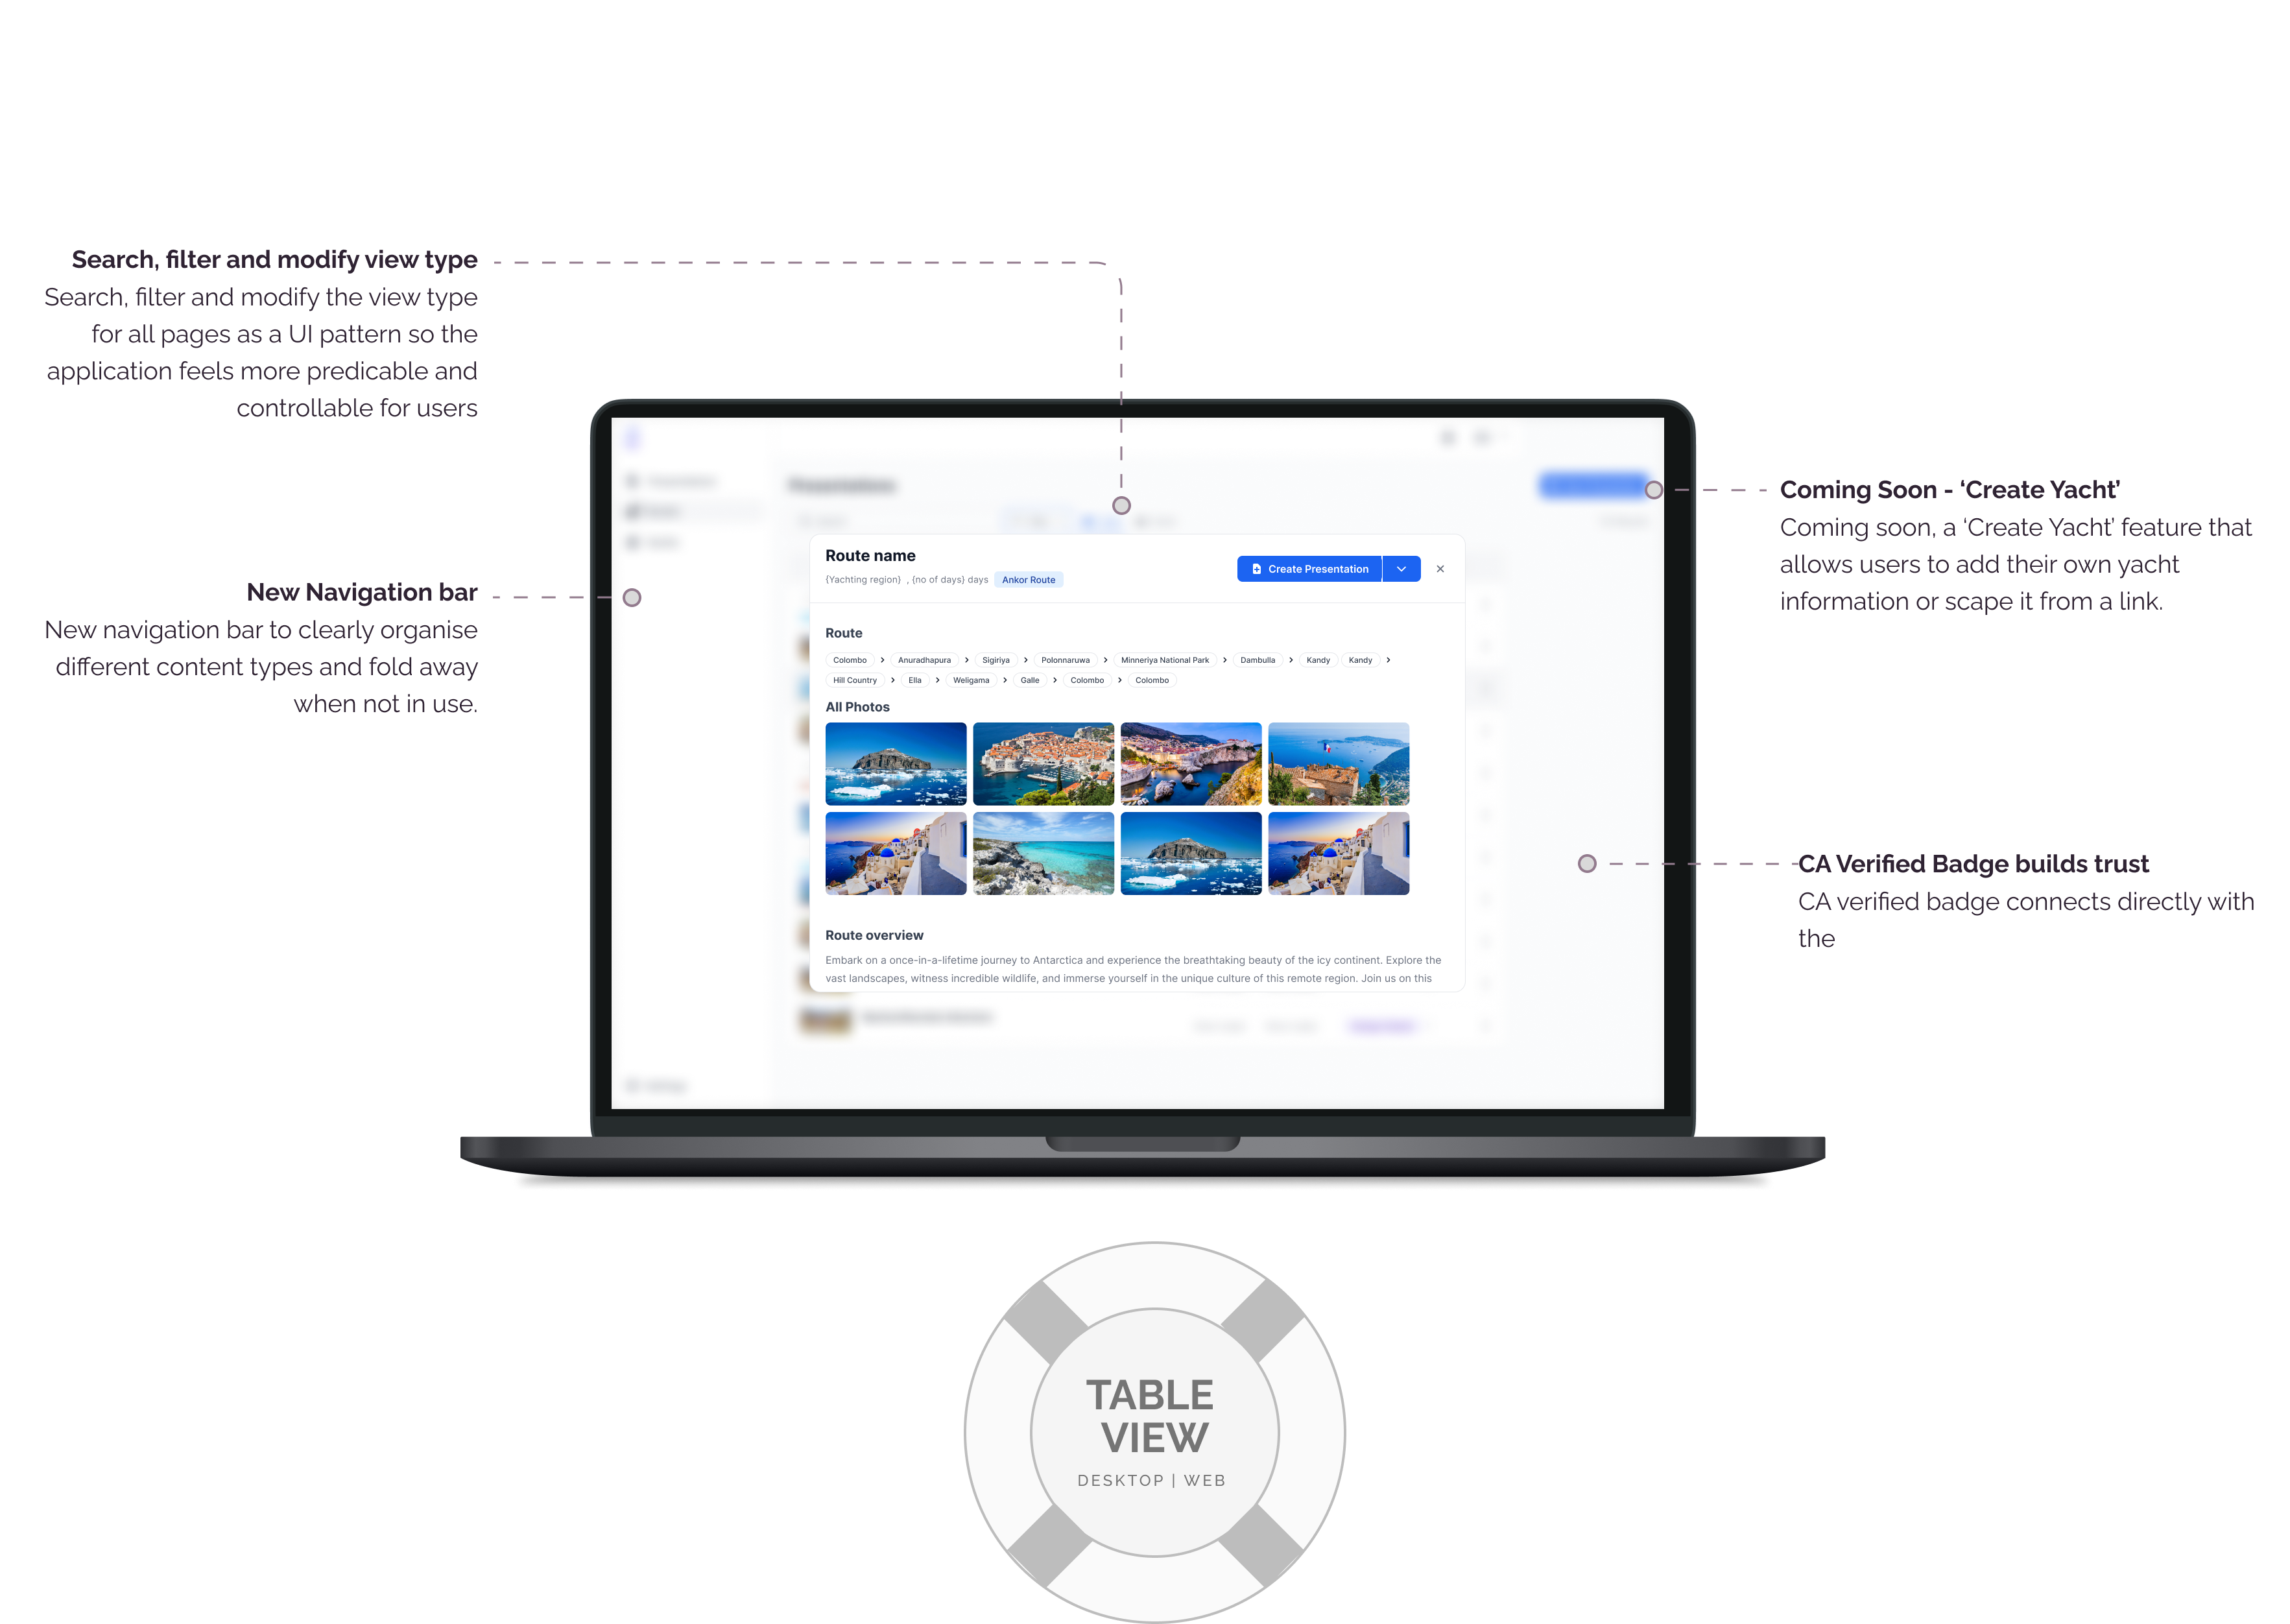 Search, filter and modify view type
Search, filter and modify the view type
for all pages as a UI pattern so the
application feels more predicable and
controllable for users
New Navigation bar
New navigation bar to clearly organise
different content types and fold away
when not in use.
Presentations
Route name
{Yachting region} , {no of days} days Ankor Route
Create Presentation
Route
Colombo > Anuradhapura > Sigiriya > Polonnaruwa > Minneriya National Park > Dambulla > Kandy Kandy >
Hill Country > Ella > Weligama > Galle > Colombo > Colombo
All Photos
Route overview
Embark on a once-in-a-lifetime journey to Antarctica and experience the breathtaking beauty of the icy continent. Explore the
vast landscapes, witness incredible wildlife, and immerse yourself in the unique culture of this remote region. Join us on this
Coming Soon - ‘Create Yacht’
Coming soon, a ‘Create Yacht’ feature that
allows users to add their own yacht
information or scape it from a link.
CA Verified Badge builds trust
CA verified badge connects directly with
the
TABLE
VIEW
DESKTOP | WEB